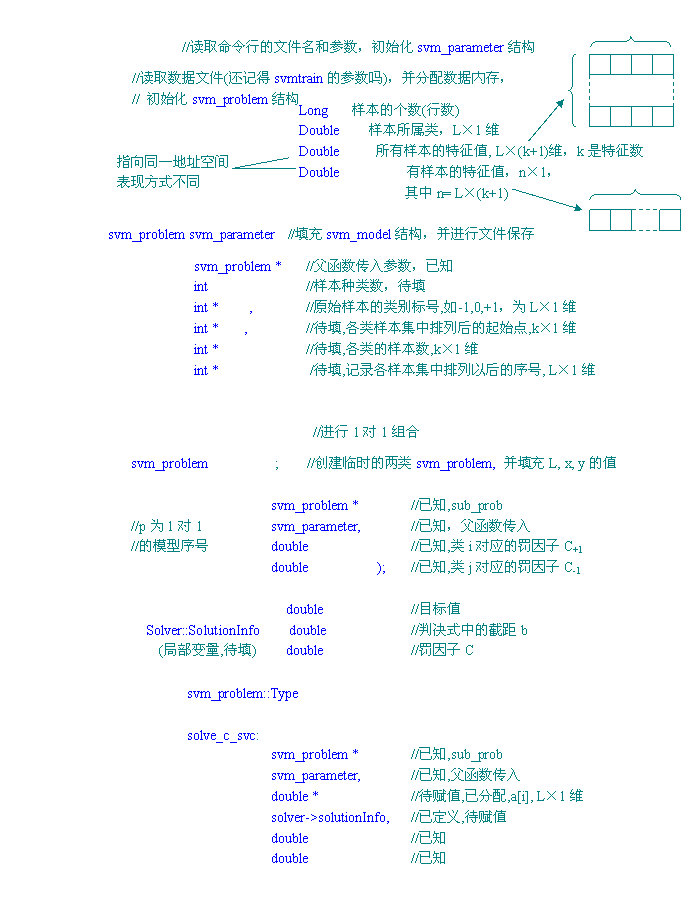 //读取命令行的文件名和参数，初始化 svm_parameter 结构
//读取数据文件(还记得 svmtrain 的参数吗)，并分配数据内存，
// 初始化 svm_problem 结构
Long 样本的个数(行数)
Double 样本所属类，L×1 维
Double 所有样本的特征值, L×(k+1)维，k 是特征数
指向同一地址空间
Double 有样本的特征值，n×1，
表现方式不同
其中 n= L×(k+1)
svm_problem svm_parameter //填充 svm_model 结构，并进行文件保存
svm_problem * //父函数传入参数，已知
int //样本种类数，待填
int * , //原始样本的类别标号,如-1,0,+1，为 L×1 维
int * , //待填,各类样本集中排列后的起始点,k×1 维
int * //待填,各类的样本数,k×1 维
int * //待填,记录各样本集中排列以后的序号, L×1 维
//进行 1 对 1 组合
svm_problem ; //创建临时的两类 svm_problem, 并填充 L, x, y 的值
svm_problem * //已知,sub_prob
//p 为 1 对 1 svm_parameter, //已知，父函数传入
//的模型序号 double //已知,类 i 对应的罚因子 C+1
double ); //已知,类 j 对应的罚因子 C-1
double //目标值
Solver::SolutionInfo double //判决式中的截距 b
(局部变量,待填) double //罚因子 C
svm_problem::Type
solve_c_svc:
svm_problem * //已知,sub_prob
svm_parameter, //已知,父函数传入
double * //待赋值,已分配,a[i], L×1 维
solver->solutionInfo, //已定义,待赋值
double //已知
double //已知